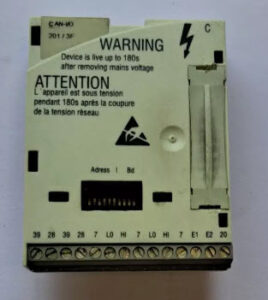 CAN-I/O
201 / 3F
C
WARNING
Device is live up to 180s
after removing mains voltage
ATTENTION
L'appareil est sous tension
pendant 180s après la coupure
de la tension réseau
Adress I Bd
39 28 39 28 7 LO HI 7 LO HI 7 E1 E2 20